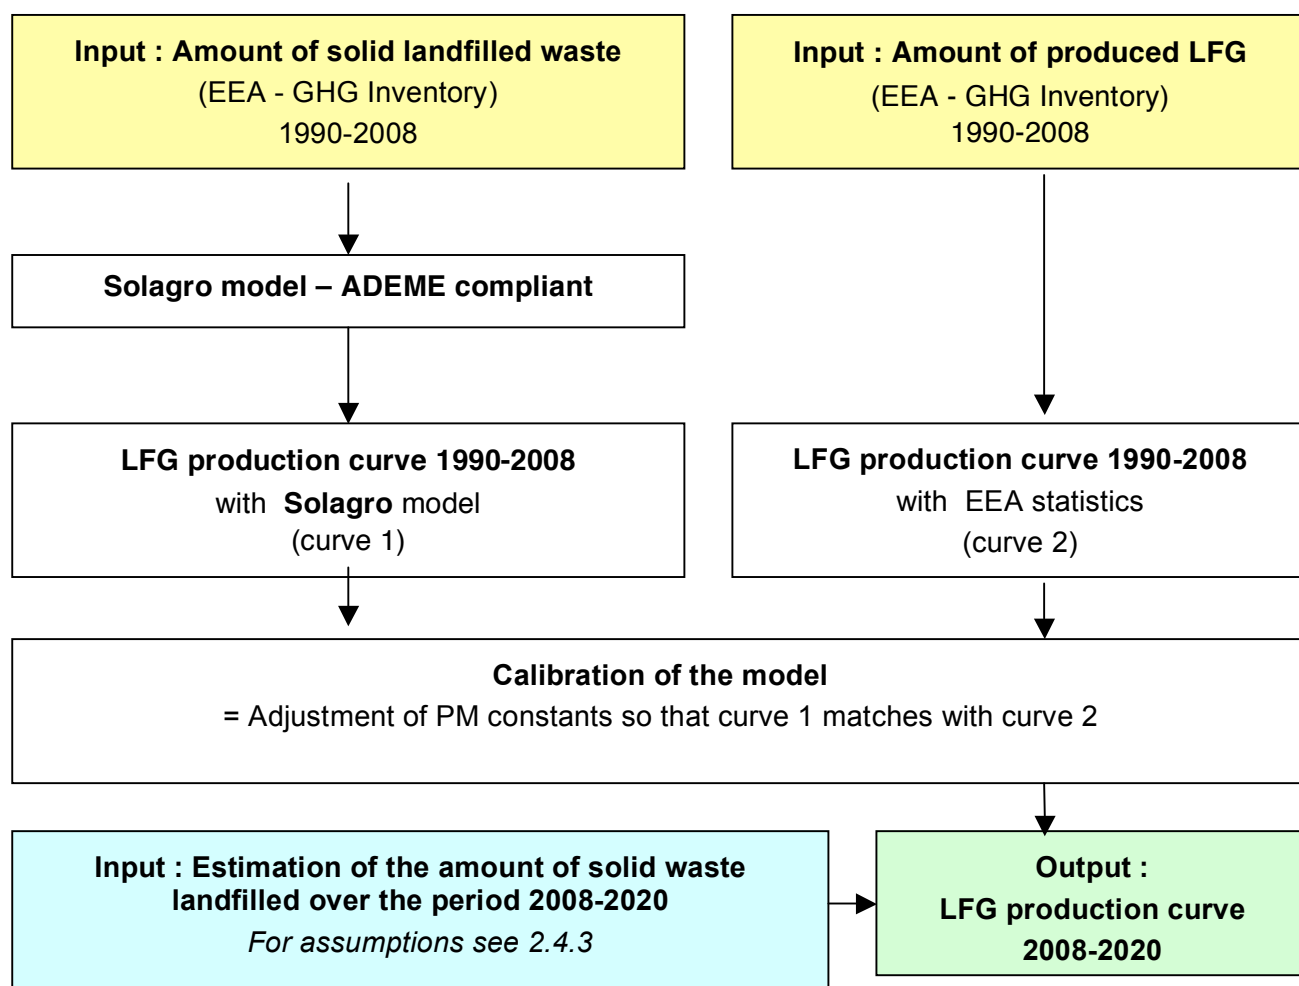 Input : Amount of solid landfilled waste
(EEA - GHG Inventory)
1990-2008
Input : Amount of produced LFG
(EEA - GHG Inventory)
1990-2008
Solagro model – ADEME compliant
LFG production curve 1990-2008
with Solagro model
(curve 1)
LFG production curve 1990-2008
with EEA statistics
(curve 2)
Calibration of the model
= Adjustment of PM constants so that curve 1 matches with curve 2
Input : Estimation of the amount of solid waste
landfilled over the period 2008-2020
For assumptions see 2.4.3
Output :
LFG production curve
2008-2020